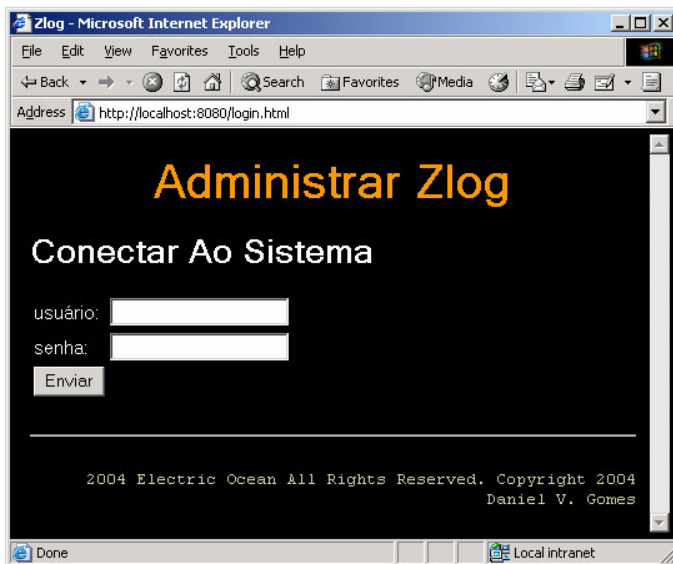 Zlog - Microsoft Internet Explorer
File Edit View Favorites Tools Help
Back Search Favorites Media
Address http://localhost:8080/login.html
Administrar Zlog
Conectar Ao Sistema
usuário:
senha:
Enviar
2004 Electric Ocean All Rights Reserved. Copyright 2004
Daniel V. Gomes
Done Local intranet